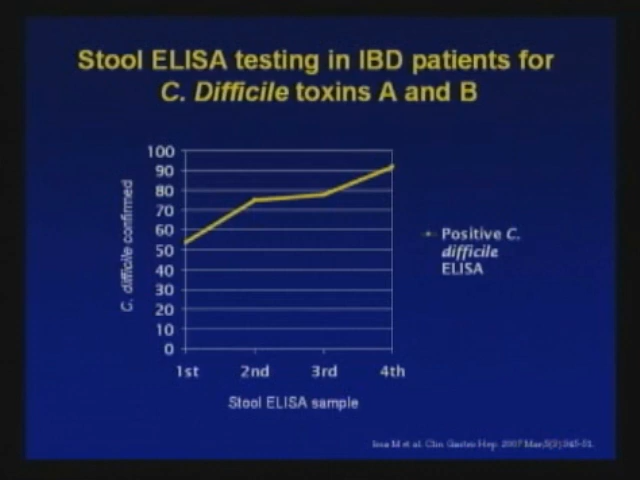 Stool ELISA testing in IBD patients for
C. Difficile toxins A and B
C. difficile confirmed
100
90
80
70
60
50
40
30
20
10
0
1st 2nd 3rd 4th
Stool ELISA sample
Positive C.
difficile
ELISA
Issa M et al. Clin Gastro Hep. 2007 Mar;5(3):345-51.